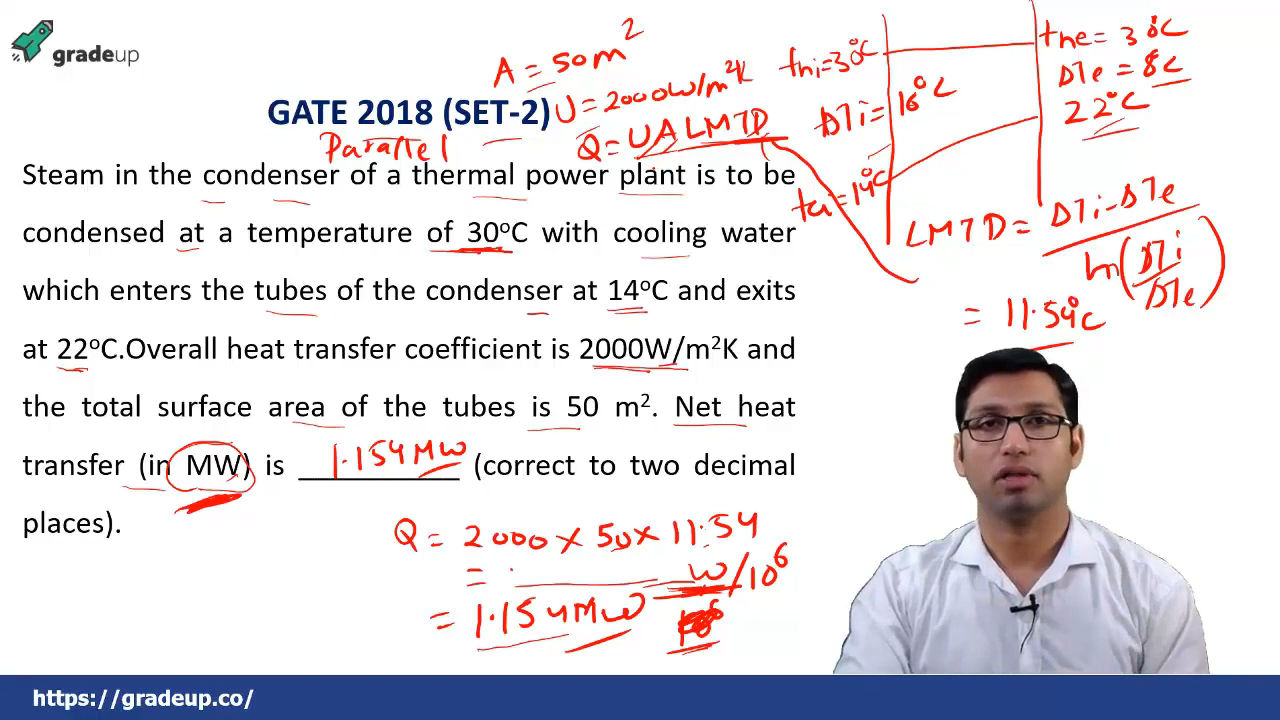 gradeup
A = 50m²
U = 2000W/m²K
Q = UA LMTD
thi=30°C
ΔTi = 16°C
tci=14°C
the = 30°C
ΔTe = 8°C
22°C
GATE 2018 (SET-2)
Parallel
Steam in the condenser of a thermal power plant is to be
condensed at a temperature of 30°C with cooling water
which enters the tubes of the condenser at 14°C and exits
at 22°C.Overall heat transfer coefficient is 2000W/m²K and
the total surface area of the tubes is 50 m². Net heat
transfer (in MW) is 1.154MW (correct to two decimal
places).
LMTD = ΔTi-ΔTe
ln(ΔTi/ΔTe)
= 11.54°C
Q = 2000 × 50 × 11.54
= W/10⁶
= 1.154MW
https://gradeup.co/